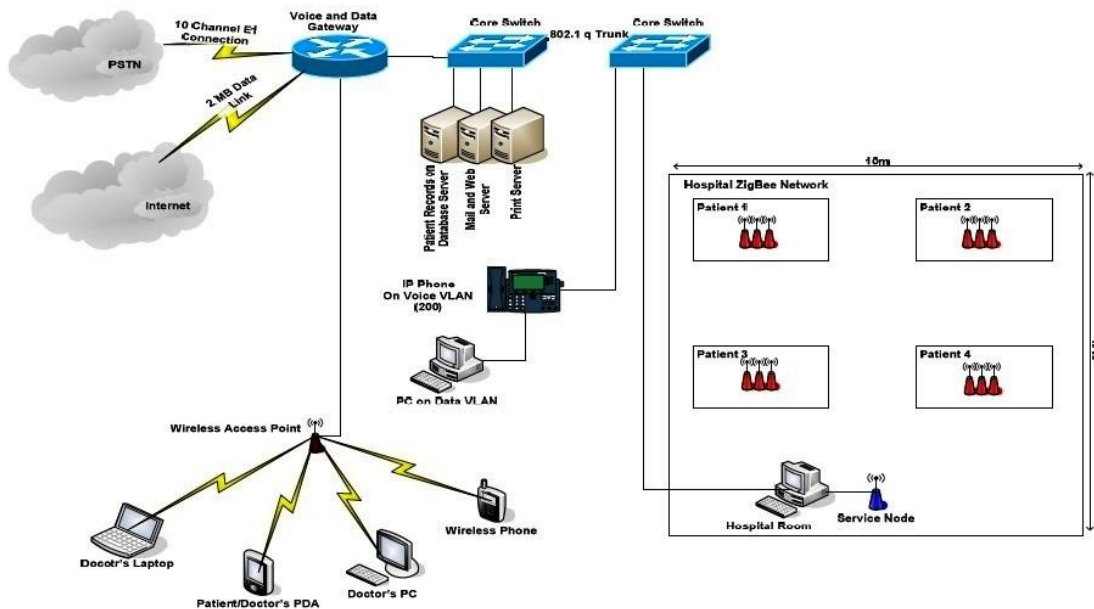 10 Channel E1
Connection
PSTN
Voice and Data
Gateway
Core Switch
802.1 q Trunk
Core Switch
2 MB Data
Link
Internet
Patient Records on
Database Server
Mail and Web
Server
Print Server
IP Phone
On Voice VLAN
(200)
PC on Data VLAN
Hospital ZigBee Network
Patient 1
Patient 2
Patient 3
Patient 4
Hospital Room
Service Node
Wireless Access Point
Wireless Phone
Docotr's Laptop
Patient/Doctor's PDA
Doctor's PC